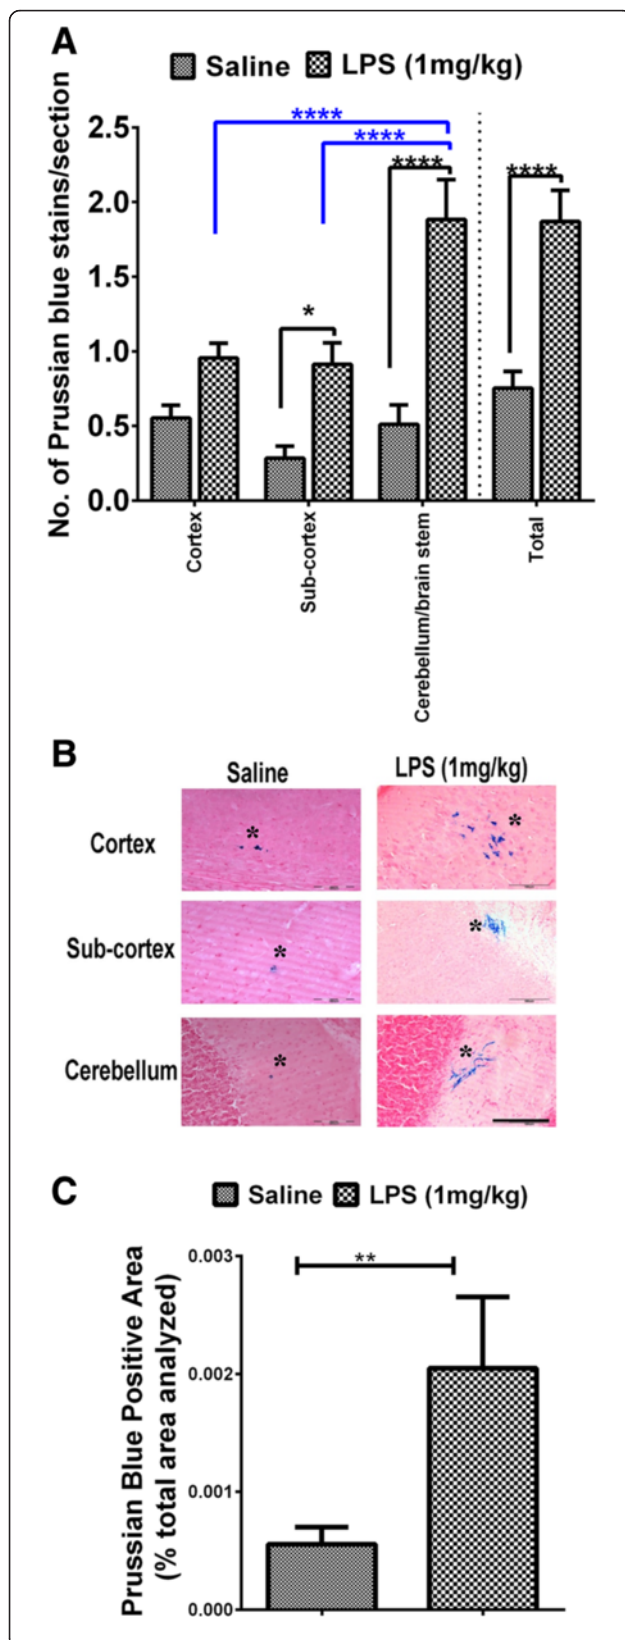 A
Saline LPS (1mg/kg)
No. of Prussian blue stains/section
2.5
2.0
1.5
1.0
0.5
0.0
****
****
****
****
*
Cortex
Sub-cortex
Cerebellum/brain stem
Total
B
Saline LPS (1mg/kg)
Cortex
* *
Sub-cortex
* *
Cerebellum
* *
C
Saline LPS (1mg/kg)
Prussian Blue Positive Area
(% total area analyzed)
0.003
0.002
0.001
0.000
**